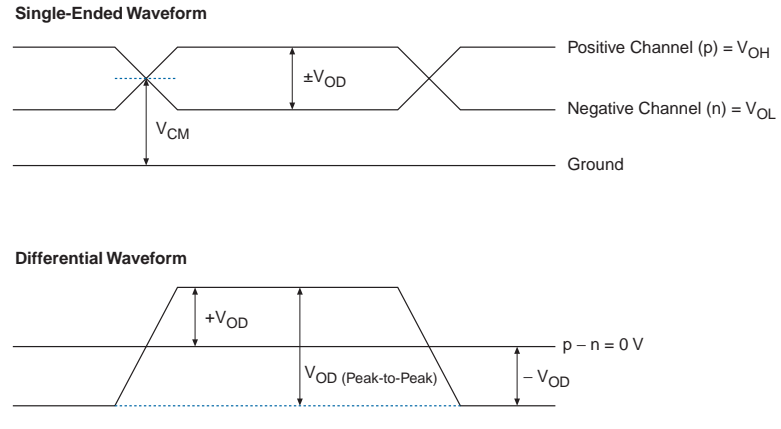 Single-Ended Waveform
Positive Channel (p) = VOH
±VOD
Negative Channel (n) = VOL
VCM
Ground
Differential Waveform
+VOD
p − n = 0 V
VOD (Peak-to-Peak)
− VOD